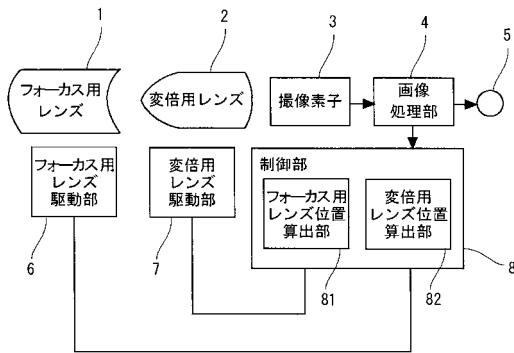 1
2
3
4
5
フォーカス用
レンズ
変倍用レンズ
撮像素子
画像
処理部
フォーカス用
レンズ
駆動部
変倍用
レンズ
駆動部
制御部
フォーカス用
レンズ位置
算出部
変倍用
レンズ位置
算出部
6
7
81
82
8